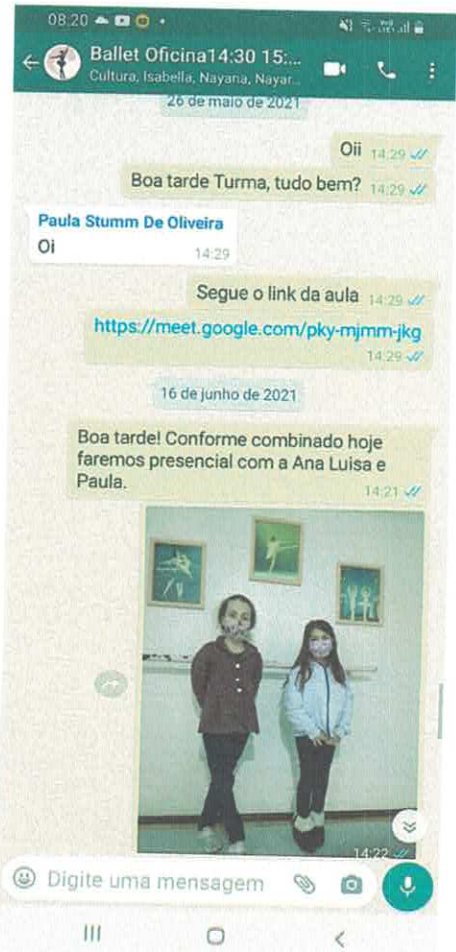 08:20
Ballet Oficina14:30 15:...
Cultura, Isabella, Nayana, Nayar...
26 de maio de 2021
Oii 14:29
Boa tarde Turma, tudo bem? 14:29
Paula Stumm De Oliveira
Oi 14:29
Segue o link da aula 14:29
https://meet.google.com/pky-mjmm-jkg
14:29
16 de junho de 2021
Boa tarde! Conforme combinado hoje
faremos presencial com a Ana Luisa e
Paula.
14:21
14:22
Digite uma mensagem